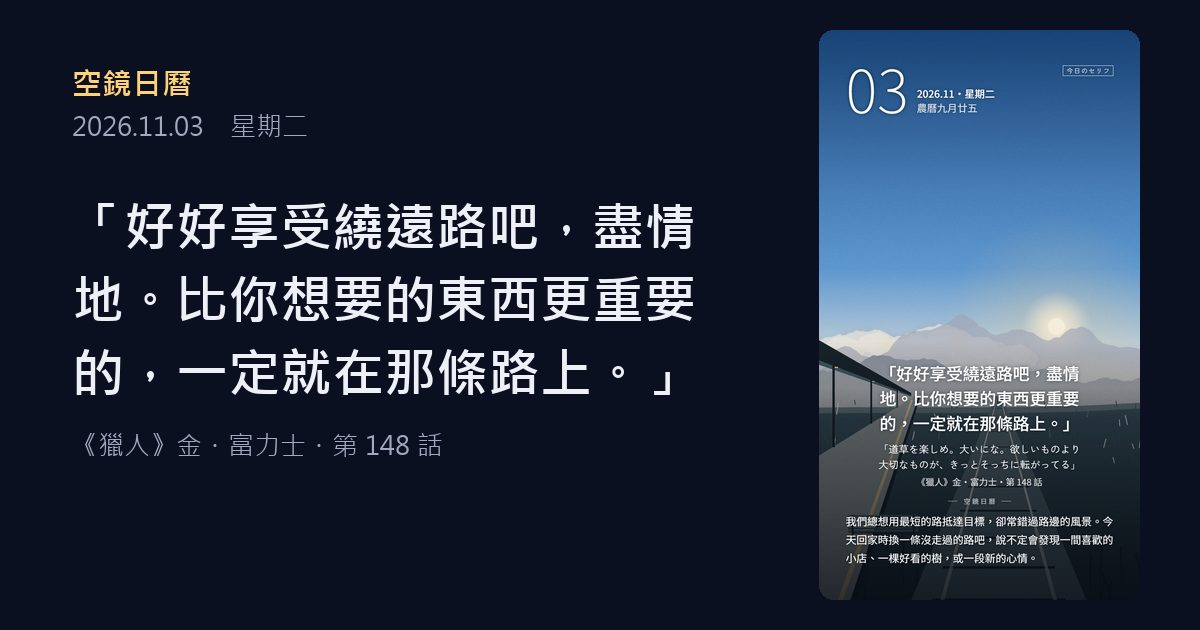 空鏡日曆
2026.11.03 星期二
「好好享受繞遠路吧，盡情
地。比你想要的東西更重要
的，一定就在那條路上。」
《獵人》金・富力士・第 148 話
03
2026.11・星期二
農曆九月廿五
今日のセリフ
「好好享受繞遠路吧，盡情
地。比你想要的東西更重要
的，一定就在那條路上。」
「道草を楽しめ。大いにな。欲しいものより
大切なものが、きっとそっちに転がってる」
《獵人》金・富力士・第 148 話
— 空鏡日曆 —
我們總想用最短的路抵達目標，卻常錯過路邊的風景。今
天回家時換一條沒走過的路吧，說不定會發現一間喜歡的
小店、一棵好看的樹，或一段新的心情。